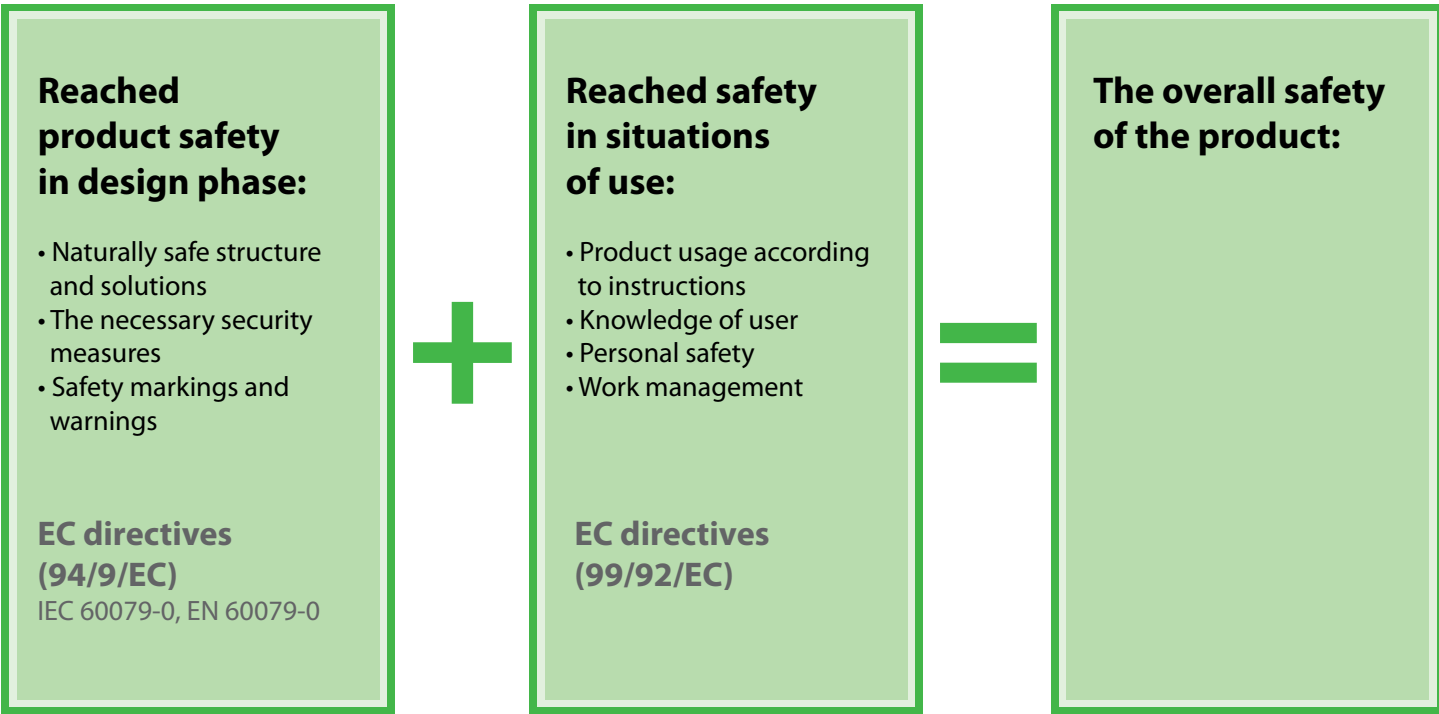 Reached
product safety
in design phase:
• Naturally safe structure
and solutions
• The necessary security
measures
• Safety markings and
warnings
EC directives
(94/9/EC)
IEC 60079-0, EN 60079-0
+
Reached safety
in situations
of use:
• Product usage according
to instructions
• Knowledge of user
• Personal safety
• Work management
EC directives
(99/92/EC)
=
The overall safety
of the product: